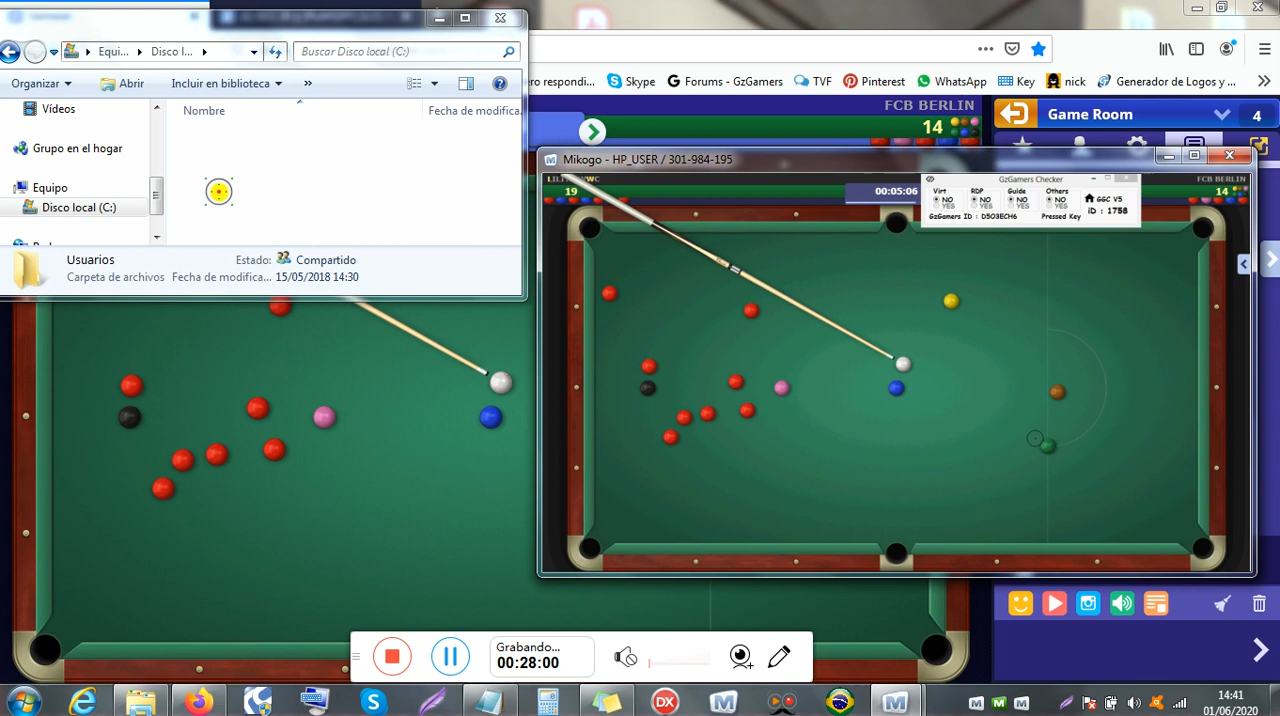 Equi...
Disco l...
Buscar Disco local (C:)
Organizar
Abrir
Incluir en biblioteca
»
Vídeos
Nombre
Fecha de modifica...
Grupo en el hogar
Equipo
Disco local (C:)
Usuarios
Estado:
Compartido
Carpeta de archivos
Fecha de modifica...
15/05/2018 14:30
ro respondi...
Skype
Forums - GzGamers
TVF
Pinterest
WhatsApp
Key
nick
Generador de Logos y ...
FCB BERLIN
14
Game Room
4
Mikogo - HP_USER / 301-984-195
19
00:05:06
FCB BERLIN
14
GzGamers Checker
Virt
RDP
Guide
Others
NO
NO
NO
NO
YES
YES
YES
YES
GGC V5
iD : 1758
GzGamers ID : D503ECH6
Pressed Key
Grabando...
00:28:00
DX
14:41
01/06/2020